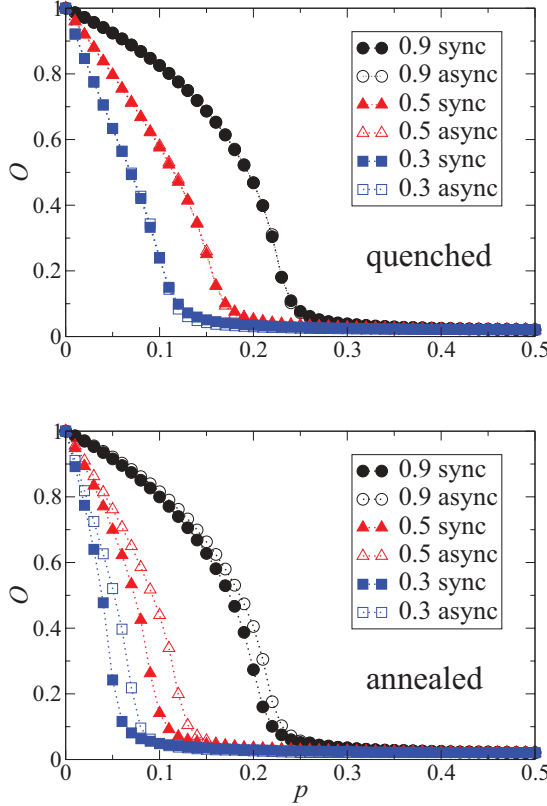 1
0.8
0.6
0.4
0.2
0
O
0.9 sync
0.9 async
0.5 sync
0.5 async
0.3 sync
0.3 async
quenched
0 0.1 0.2 0.3 0.4 0.5
1
0.8
0.6
0.4
0.2
0
O
0.9 sync
0.9 async
0.5 sync
0.5 async
0.3 sync
0.3 async
annealed
0 0.1 0.2 0.3 0.4 0.5
p